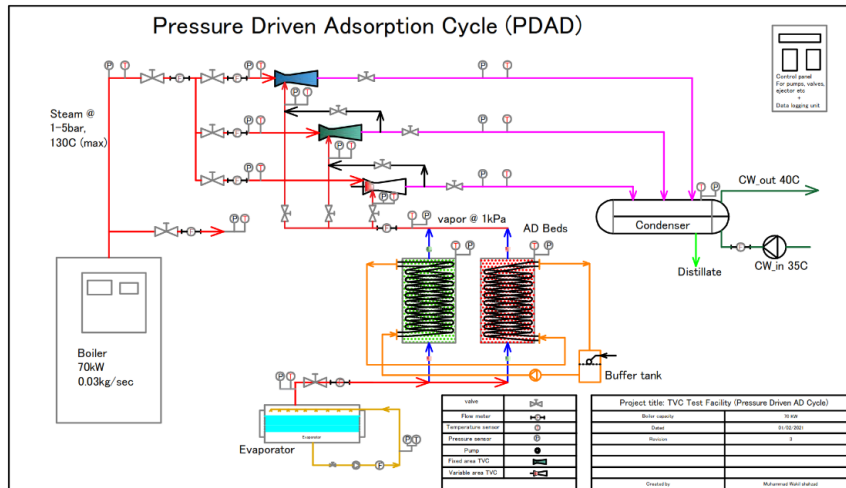 Pressure Driven Adsorption Cycle (PDAD)
Control panel
For pumps, valves,
ejector etc
+
Data logging unit
Steam @
1-5bar,
130C (max)
vapor @ 1kPa
AD Beds
CW_out 40C
Condenser
Distillate
CW_in 35C
Boiler
70kW
0.03kg/sec
Buffer tank
Evaporator
Evaporator
P
T
F
valve
Flow meter
Temperature sensor
Pressure sensor
Pump
Fixed area TVC
Variable area TVC
Project title: TVC Test Facility (Pressure Driven AD Cycle)
Boiler capacity 70 kW
Dated 01/02/2021
Revision 3
Created by Muhammad Wakil shahzad